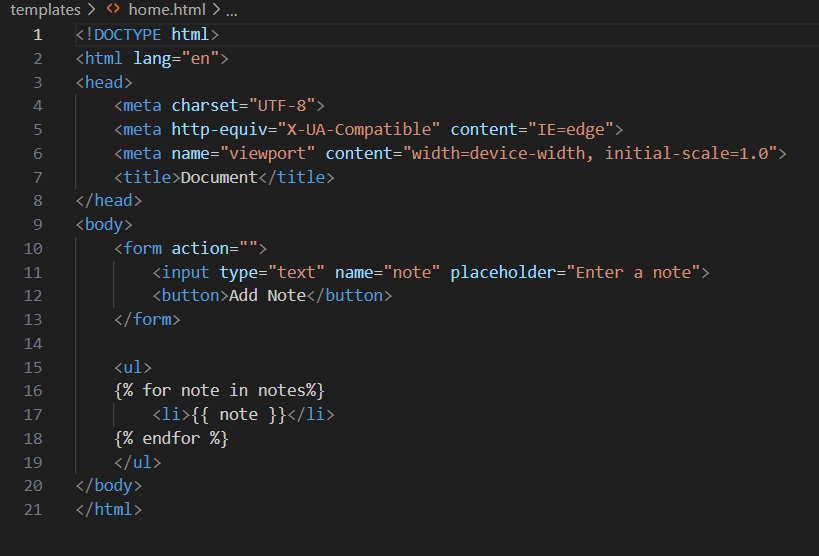 templates > <> home.html > ...
1 <!DOCTYPE html>
2 <html lang="en">
3 <head>
4     <meta charset="UTF-8">
5     <meta http-equiv="X-UA-Compatible" content="IE=edge">
6     <meta name="viewport" content="width=device-width, initial-scale=1.0">
7     <title>Document</title>
8 </head>
9 <body>
10     <form action="">
11         <input type="text" name="note" placeholder="Enter a note">
12         <button>Add Note</button>
13     </form>
14
15     <ul>
16     {% for note in notes%}
17         <li>{{ note }}</li>
18     {% endfor %}
19     </ul>
20 </body>
21 </html>